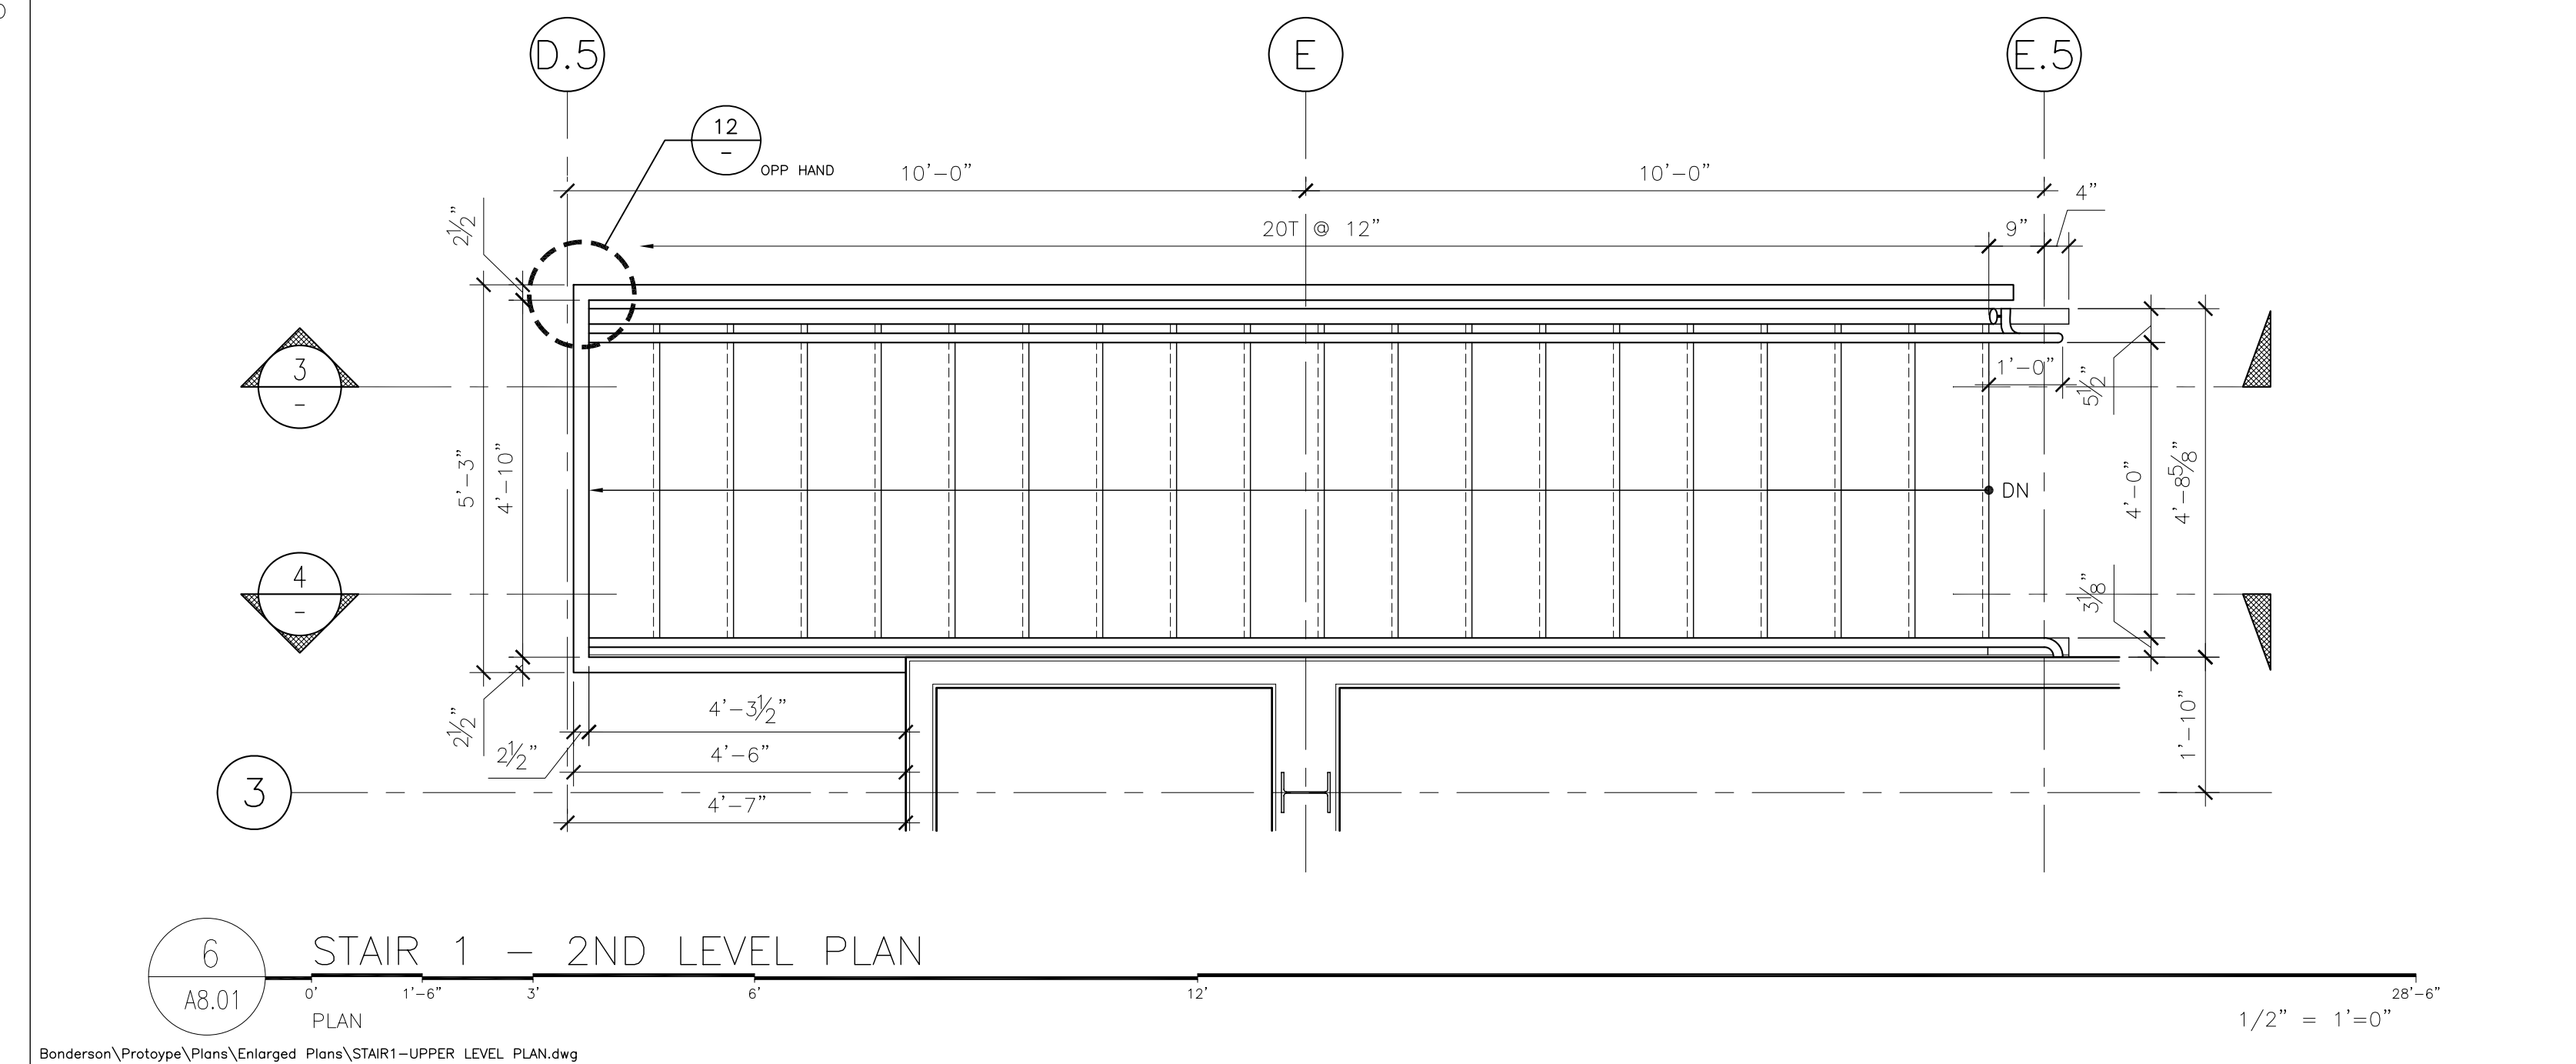 D.5
E
E.5
12
-
OPP HAND
10'-0"
10'-0"
4"
20T @ 12"
9"
2½"
3
-
1'-0"
5½"
5'-3"
4'-10"
4'-0"
4'-8⅝"
DN
4
-
3⅛"
2½"
4'-3½"
2½"
4'-6"
4'-7"
1'-10"
3
6
A8.01
STAIR 1 - 2ND LEVEL PLAN
0' 1'-6" 3' 6' 12' 28'-6"
PLAN
1/2" = 1'=0"
Bonderson\Protoype\Plans\Enlarged Plans\STAIR1-UPPER LEVEL PLAN.dwg